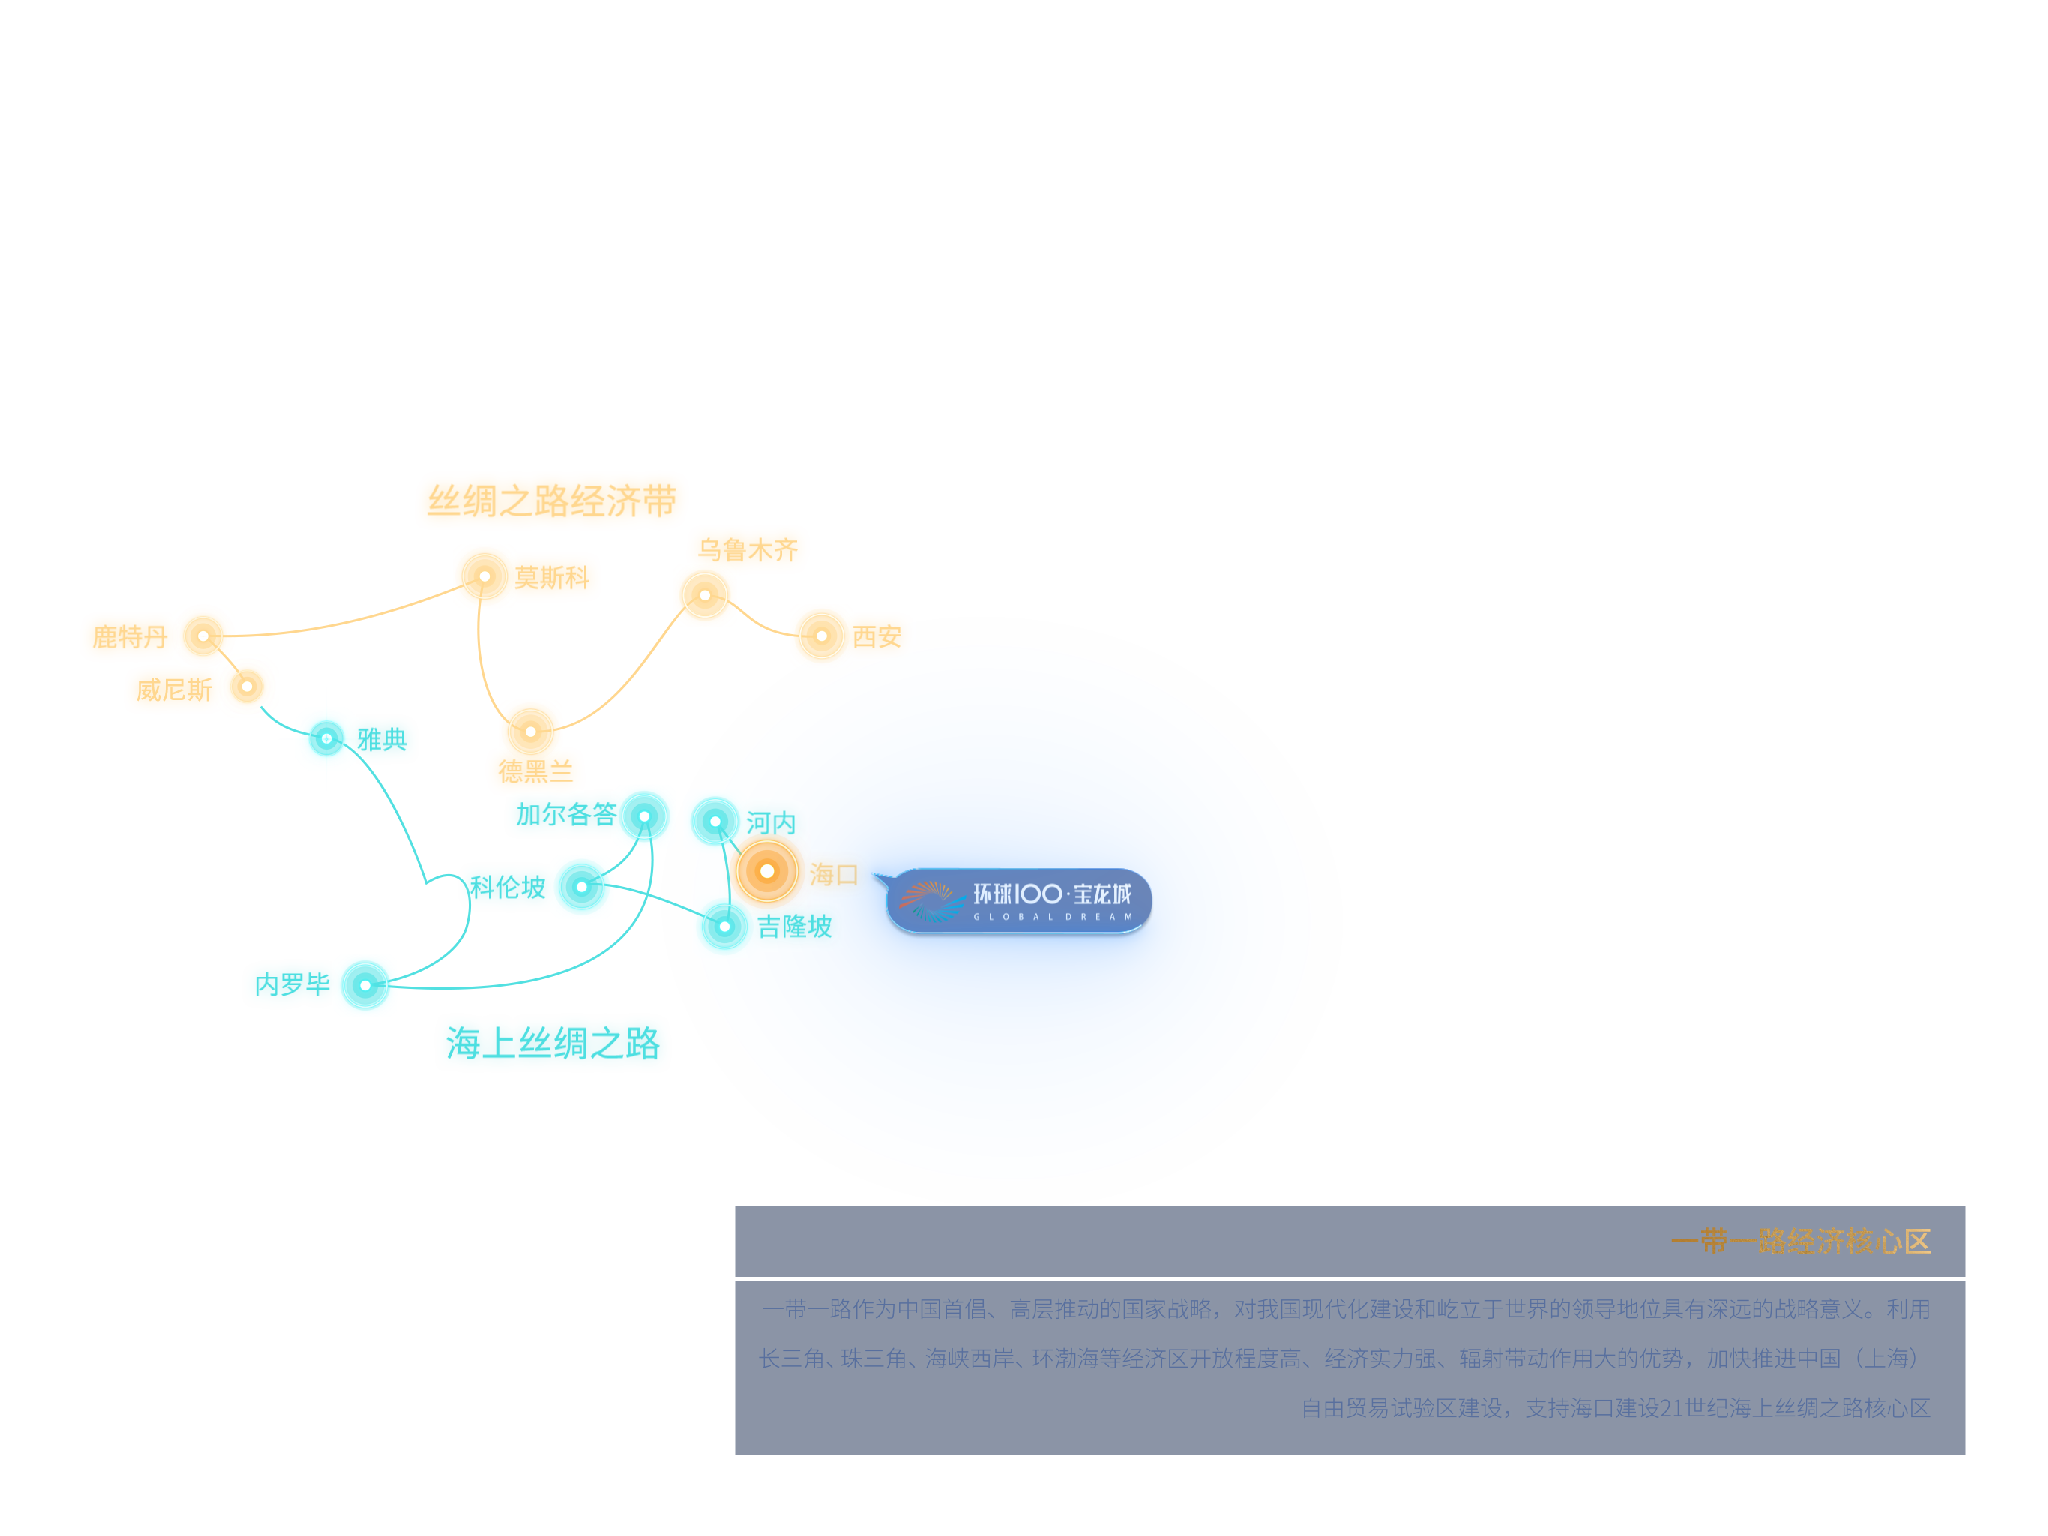 丝绸之路经济带
乌鲁木齐
莫斯科
鹿特丹
西安
威尼斯
雅典
德黑兰
加尔各答
河内
海口
科伦坡
环球100·宝龙城
GLOBAL DREAM
吉隆坡
内罗毕
海上丝绸之路
一带一路经济核心区
一带一路作为中国首倡、高层推动的国家战略，对我国现代化建设和屹立于世界的领导地位具有深远的战略意义。利用
长三角、珠三角、海峡西岸、环渤海等经济区开放程度高、经济实力强、辐射带动作用大的优势，加快推进中国（上海）
自由贸易试验区建设，支持海口建设21世纪海上丝绸之路核心区